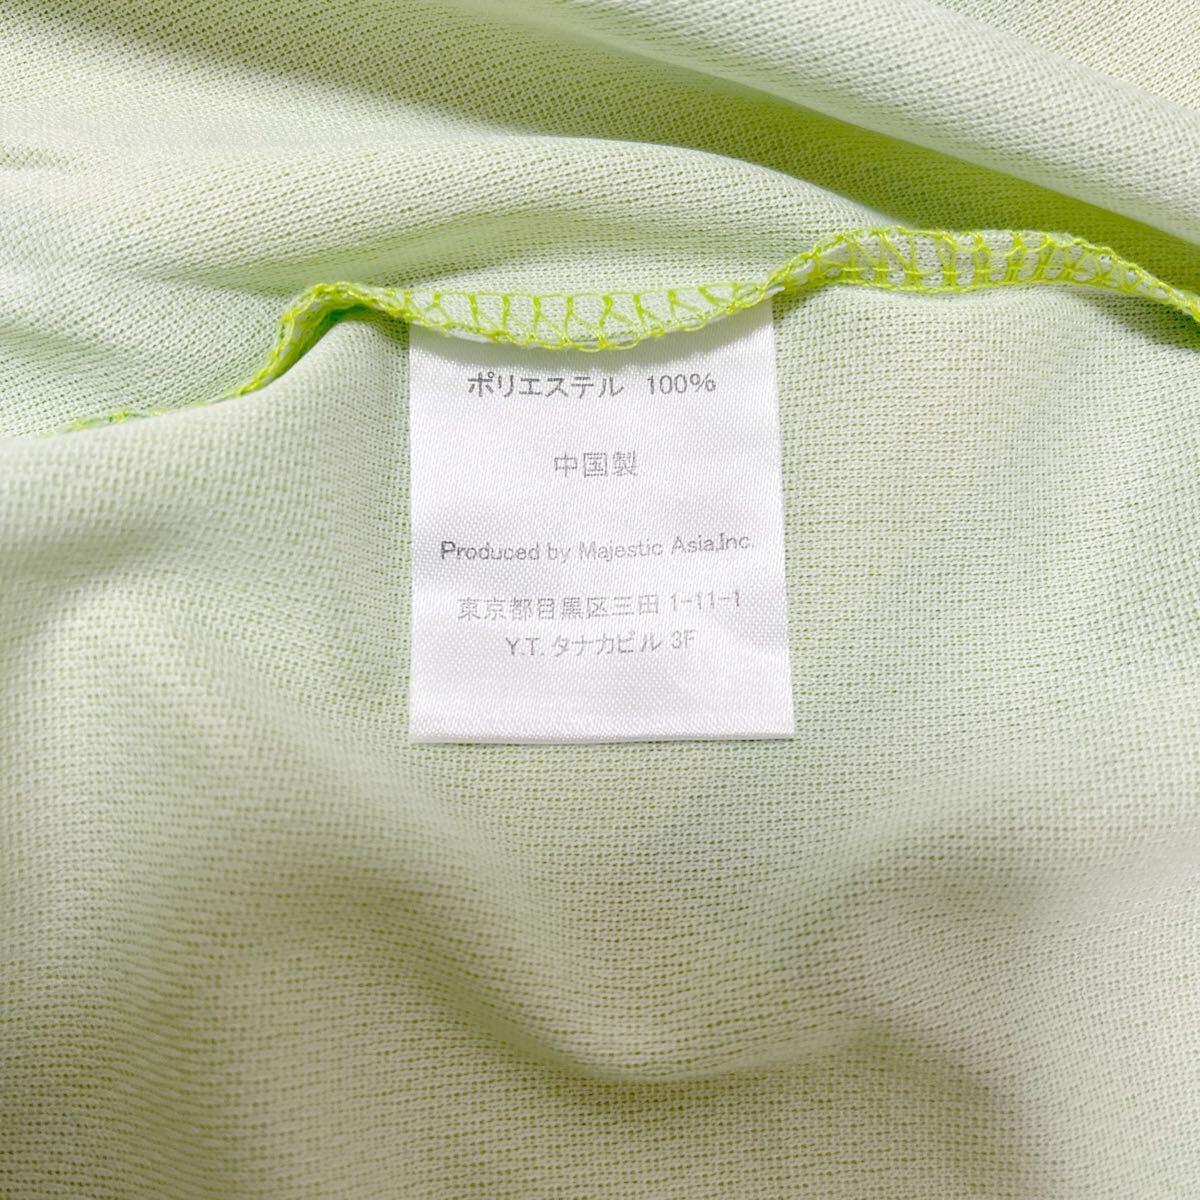 ポリエステル 100%
中国製
Produced by Majestic Asia,Inc.
東京都目黒区三田1-11-1
Y.T.タナカビル 3F